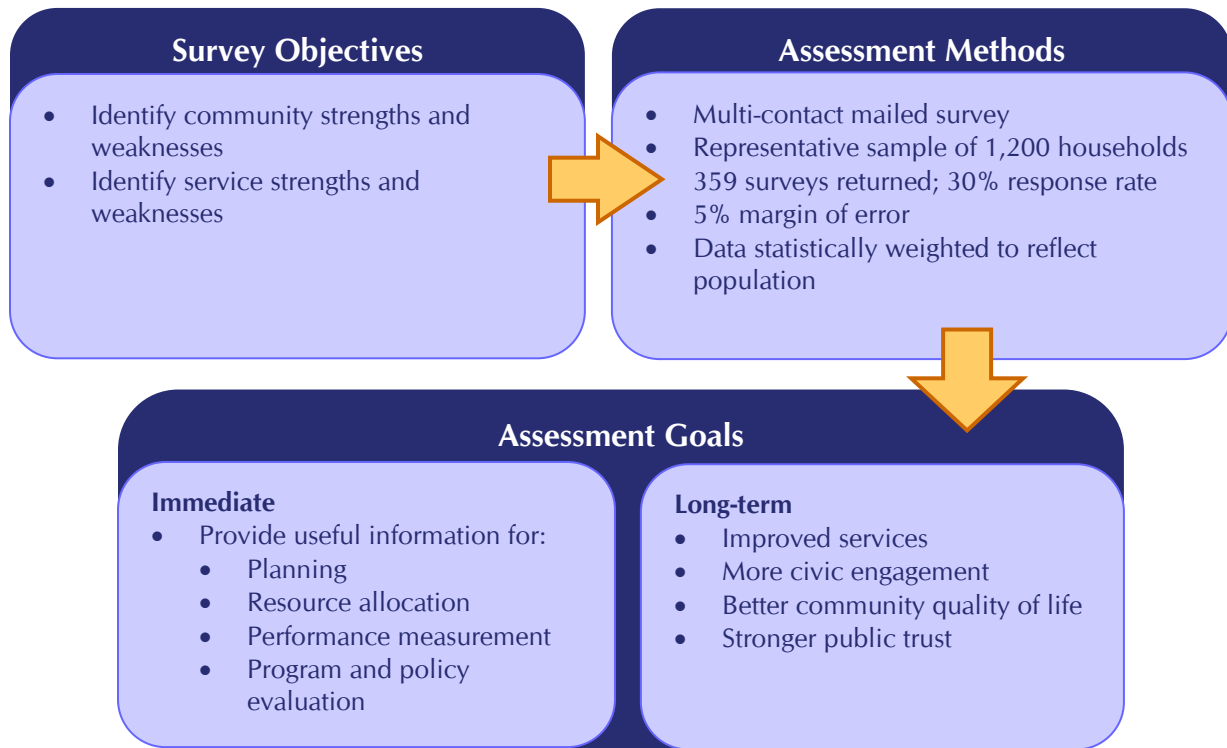 Survey Objectives
• Identify community strengths and
weaknesses
• Identify service strengths and
weaknesses
Assessment Methods
• Multi-contact mailed survey
• Representative sample of 1,200 households
359 surveys returned; 30% response rate
• 5% margin of error
• Data statistically weighted to reflect
population
Assessment Goals
Immediate
• Provide useful information for:
• Planning
• Resource allocation
• Performance measurement
• Program and policy
evaluation
Long-term
• Improved services
• More civic engagement
• Better community quality of life
• Stronger public trust